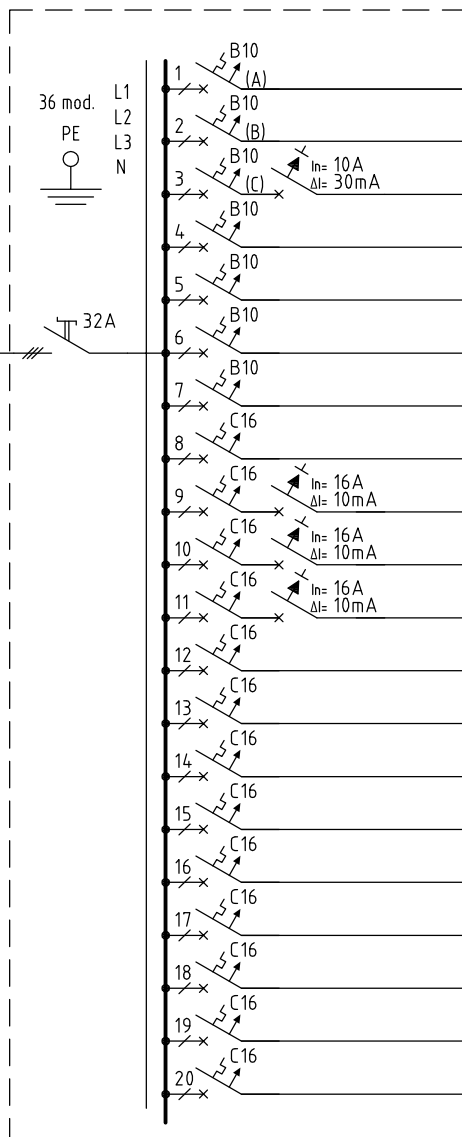 36 mod.
PE
L1
L2
L3
N
32A
1
B10
(A)
2
B10
(B)
3
B10
(C)
In= 10A
ΔI= 30mA
4
B10
5
B10
6
B10
7
B10
8
C16
9
C16
In= 16A
ΔI= 10mA
10
C16
In= 16A
ΔI= 10mA
11
C16
In= 16A
ΔI= 10mA
12
C16
13
C16
14
C16
15
C16
16
C16
17
C16
18
C16
19
C16
20
C16